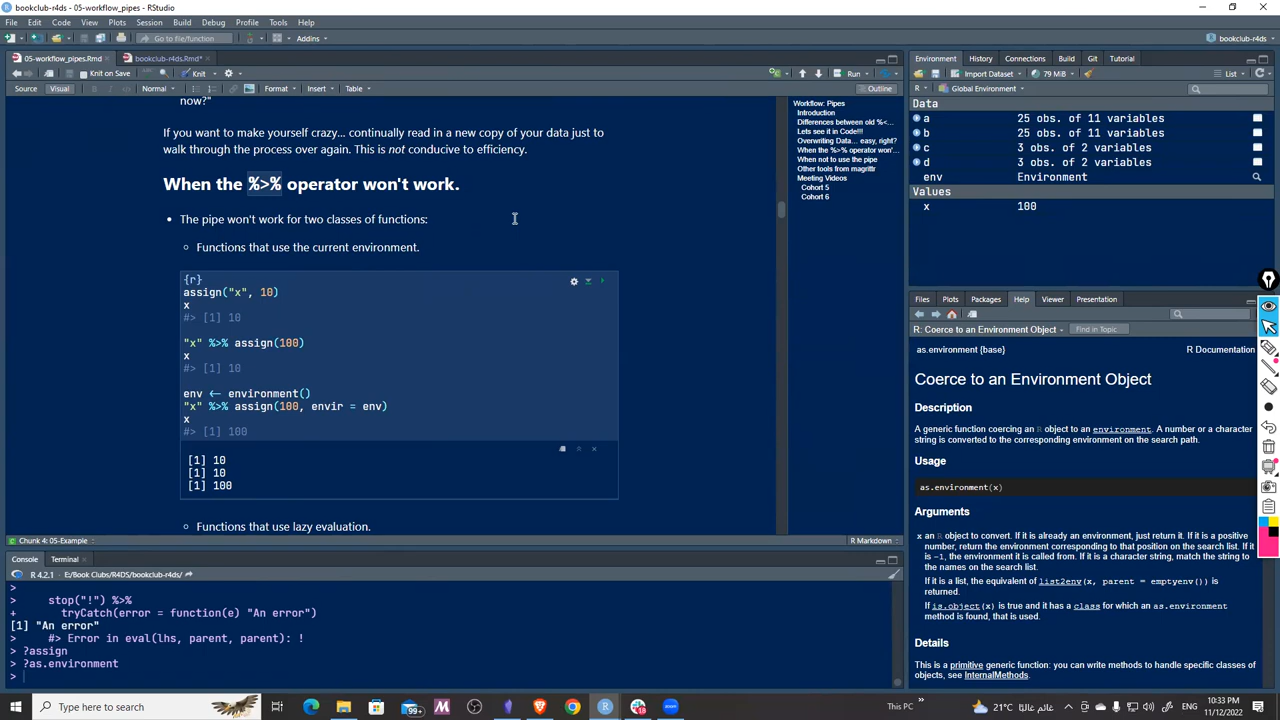 bookclub-r4ds - 05-workflow_pipes - RStudio
File Edit Code View Plots Session Build Debug Profile Tools Help
Go to file/function Addins bookclub-r4ds
05-workflow_pipes.Rmd bookclub-r4ds.Rmd*
Knit on Save Knit Run
Source Visual B I Normal Format Insert Table Outline
now?"
If you want to make yourself crazy... continually read in a new copy of your data just to
walk through the process over again. This is not conducive to efficiency.
When the %>% operator won't work.
• The pipe won't work for two classes of functions:
Functions that use the current environment.
{r}
assign("x", 10)
x
#> [1] 10
"x" %>% assign(100)
x
#> [1] 10
env <- environment()
"x" %>% assign(100, envir = env)
x
#> [1] 100
[1] 10
[1] 10
[1] 100
Functions that use lazy evaluation.
Workflow: Pipes
Introduction
Differences between old %<...
Lets see it in Code!!!
Overwriting Data... easy, right?
When the %>% operator won'...
When not to use the pipe
Other tools from magrittr
Meeting Videos
Cohort 5
Cohort 6
Chunk 4: 05-Example R Markdown
Console Terminal
R 4.2.1 · E:/Book Clubs/R4DS/bookclub-r4ds/
>
> stop("!") %>%
+ tryCatch(error = function(e) "An error")
[1] "An error"
> #> Error in eval(lhs, parent, parent): !
> ?assign
> ?as.environment
>
Environment History Connections Build Git Tutorial
Import Dataset 79 MiB List
R Global Environment
Data
a 25 obs. of 11 variables
b 25 obs. of 11 variables
c 3 obs. of 2 variables
d 3 obs. of 2 variables
env Environment
Values
x 100
Files Plots Packages Help Viewer Presentation
R: Coerce to an Environment Object Find in Topic
as.environment {base} R Documentation
Coerce to an Environment Object
Description
A generic function coercing an R object to an environment. A number or a character
string is converted to the corresponding environment on the search path.
Usage
as.environment(x)
Arguments
x an R object to convert. If it is already an environment, just return it. If it is a positive
number, return the environment corresponding to that position on the search list. If it
is -1, the environment it is called from. If it is a character string, match the string to
the names on the search list.
If it is a list, the equivalent of list2env(x, parent = emptyenv()) is
returned.
If is.object(x) is true and it has a class for which an as.environment
method is found, that is used.
Details
This is a primitive generic function: you can write methods to handle specific classes of
objects, see InternalMethods.
Type here to search 99+ This PC 21°C غائم غالبا 10:33 PM
11/12/2022